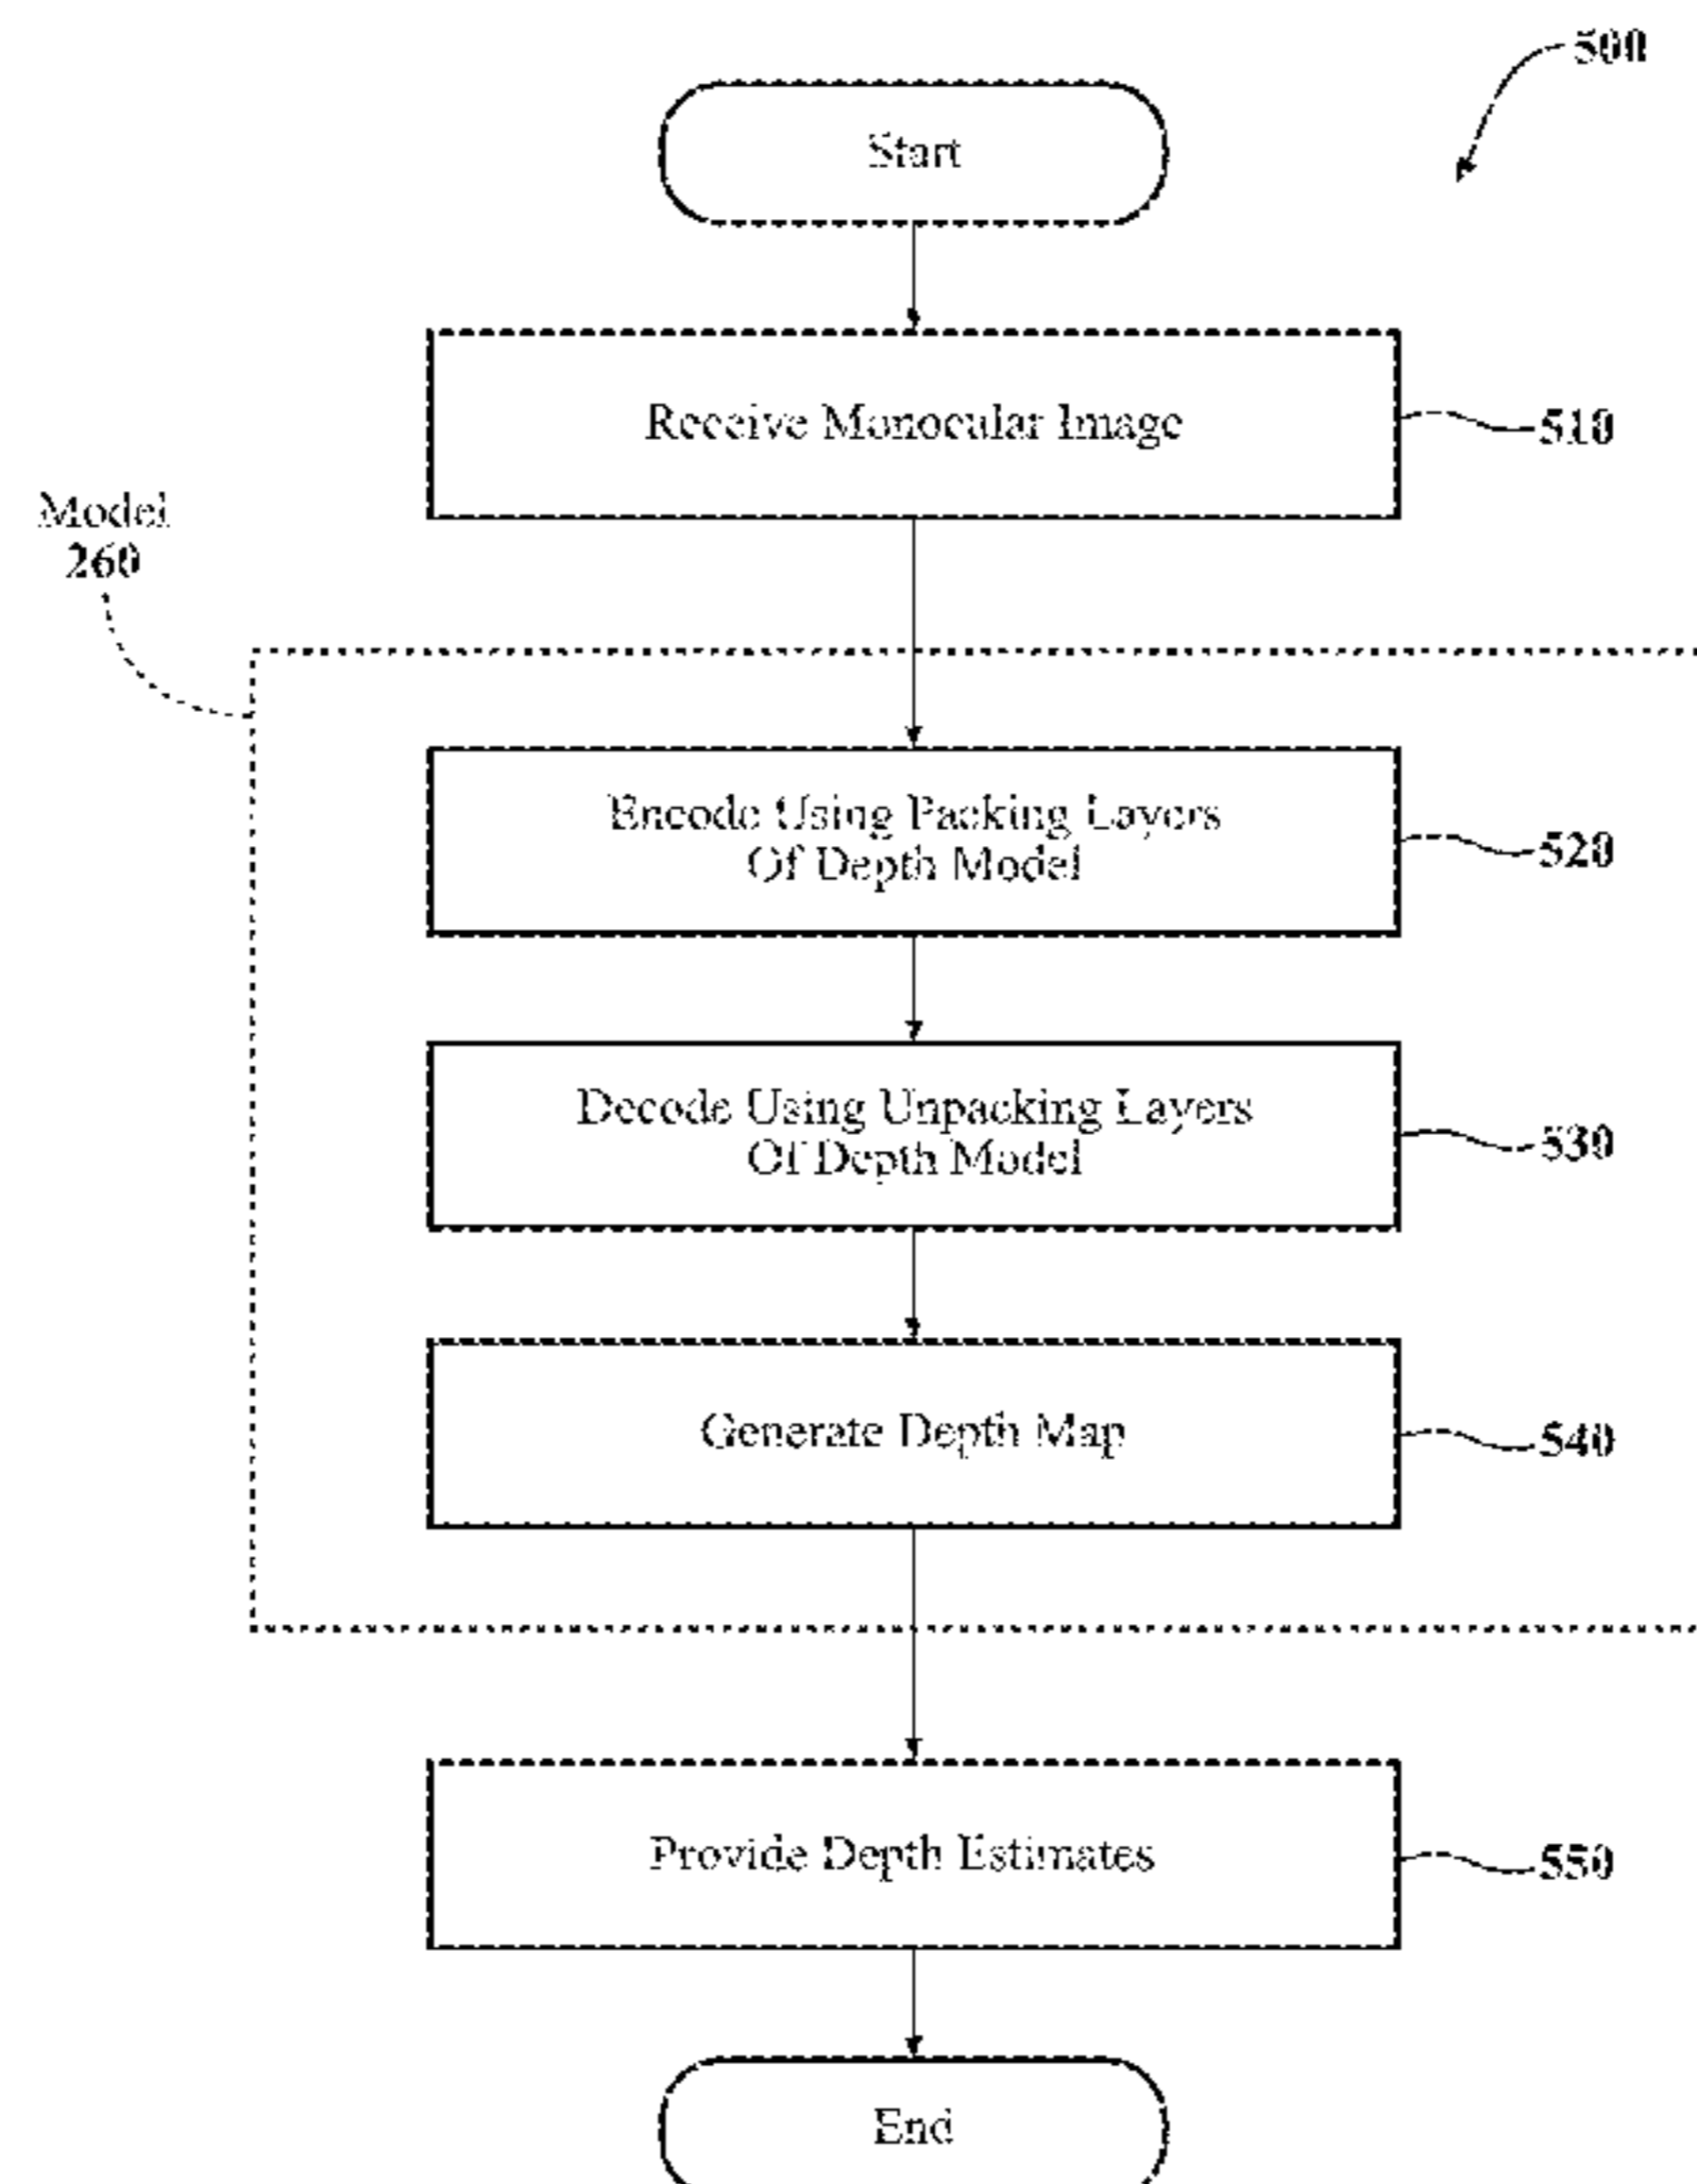 500
Start
Receive Monocular Image
510
Model
260
Encode Using Packing Layers
Of Depth Model
520
Decode Using Unpacking Layers
Of Depth Model
530
Generate Depth Map
540
Provide Depth Estimates
550
End